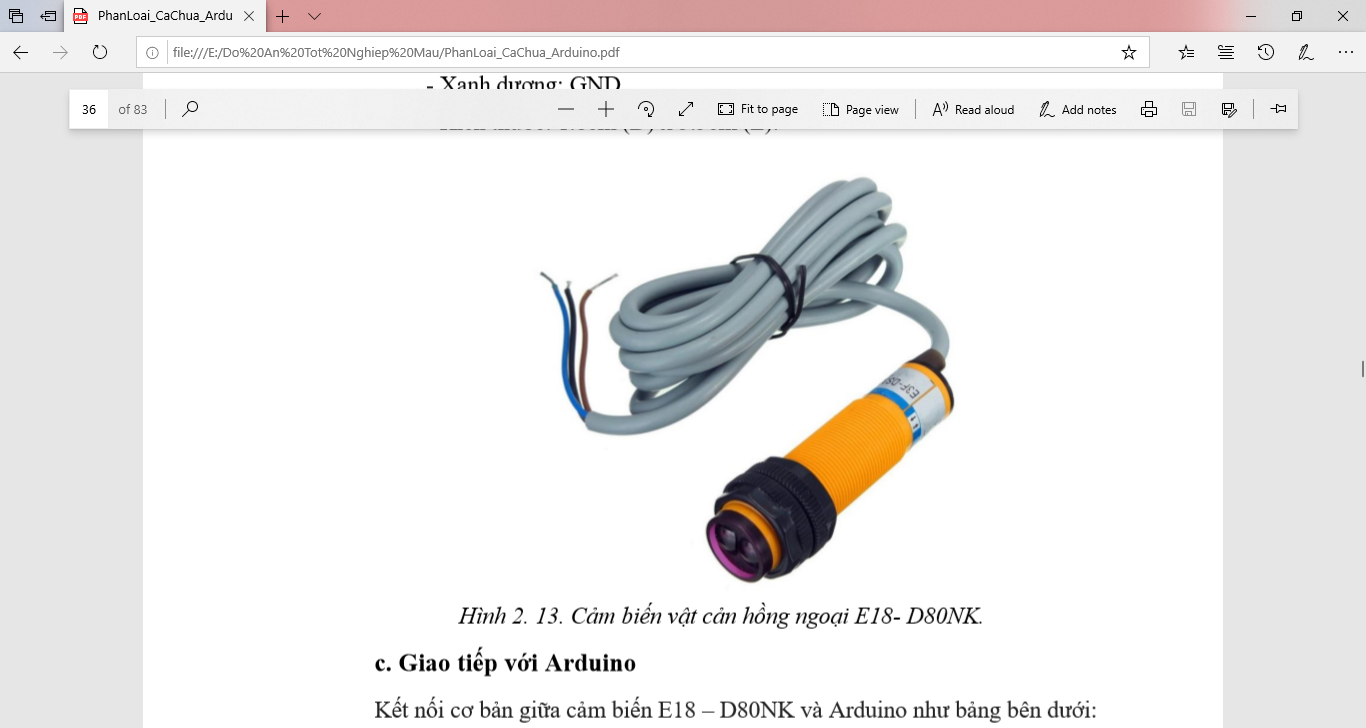 PhanLoai_CaChua_Ardu
file:///E:/Do%20An%20Tot%20Nghiep%20Mau/PhanLoai_CaChua_Arduino.pdf
- Xanh dương: GND
36 of 83 Fit to page Page view Read aloud Add notes
E3F-D8
Hình 2. 13. Cảm biến vật cản hồng ngoại E18- D80NK.
c. Giao tiếp với Arduino
Kết nối cơ bản giữa cảm biến E18 – D80NK và Arduino như bảng bên dưới: